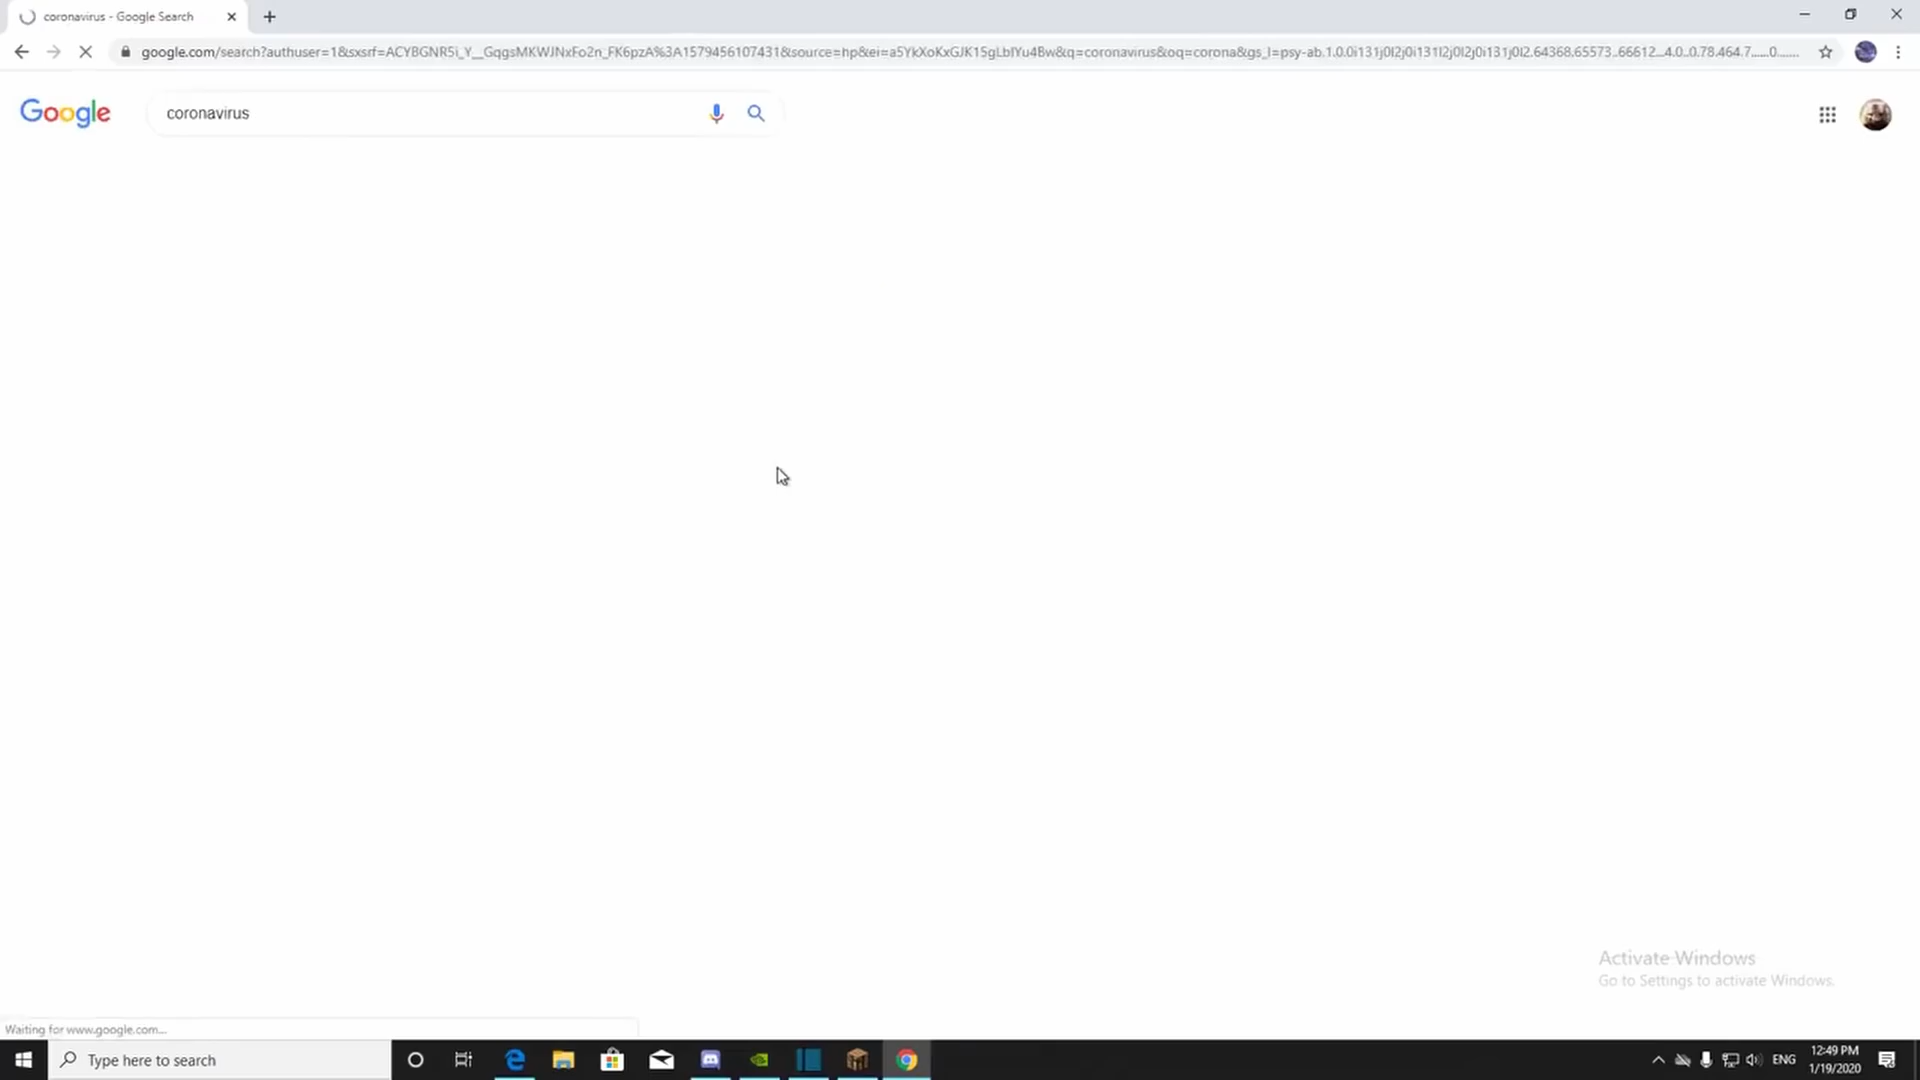 coronavirus - Google Search
google.com/search?authuser=1&sxsrf=ACYBGNR5i_Y__GqgsMKWJNxFo2n_FK6pzA%3A1579456107431&source=hp&ei=a5YkXoKxGJK15gLbIYu4Bw&q=coronavirus&oq=corona&gs_l=psy-ab.1.0.0i131j0l2j0i131l2j0l2j0i131j0l2.64368.65573..66612...4.0..0.78.464.7......0.......
Google
coronavirus
Activate Windows
Go to Settings to activate Windows.
Waiting for www.google.com...
Type here to search
ENG
12:49 PM
1/19/2020